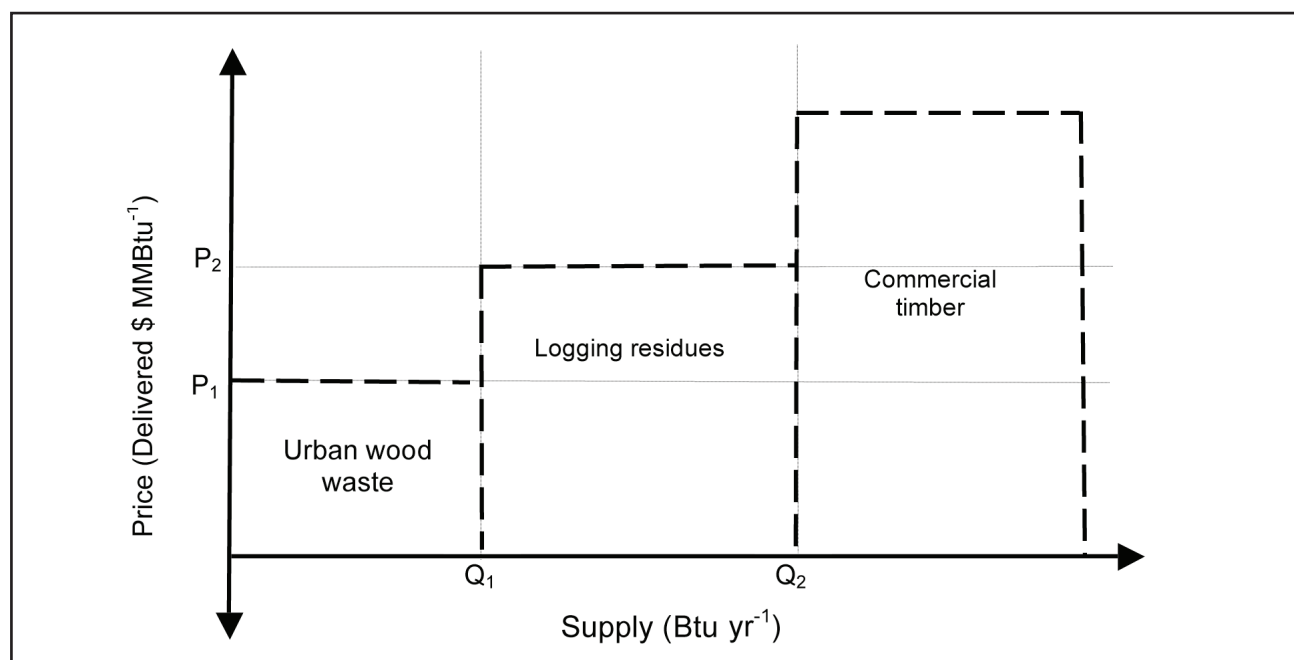 Price (Delivered $ MMBtu⁻¹)
P₂
P₁
Urban wood
waste
Logging residues
Commercial
timber
Q₁
Q₂
Supply (Btu yr⁻¹)